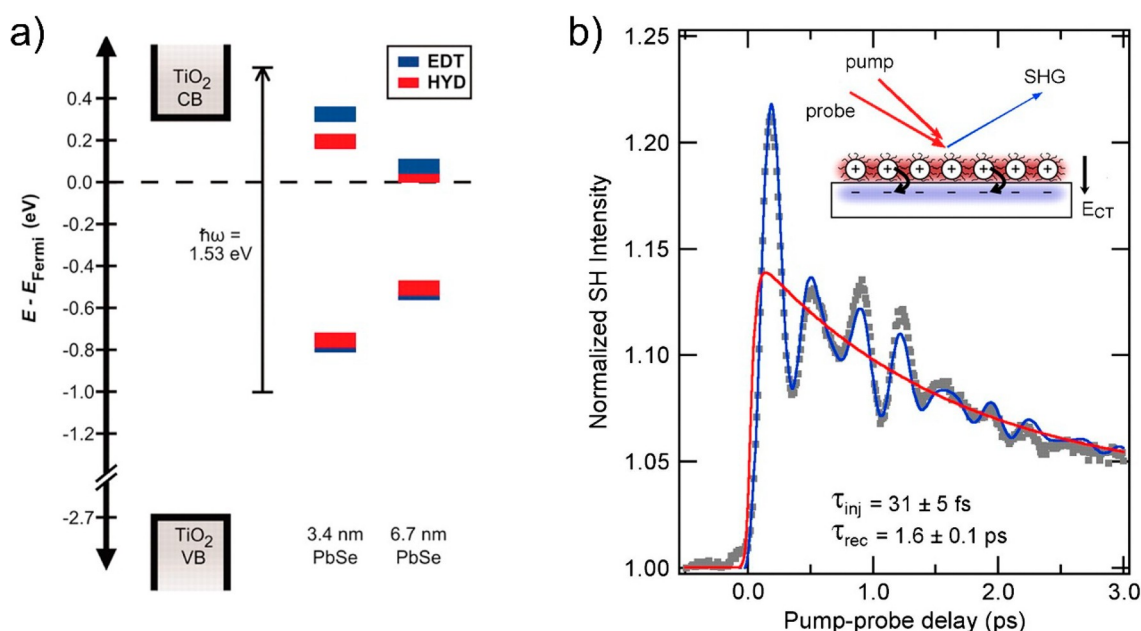 a)
TiO2
CB
EDT
HYD
0.4
0.2
0.0
-0.2
-0.4
-0.6
-0.8
-1.0
-1.2
-2.7
E - EFermi (eV)
ħω =
1.53 eV
TiO2
VB
3.4 nm
PbSe
6.7 nm
PbSe
b)
1.25
1.20
1.15
1.10
1.05
1.00
Normalized SH Intensity
pump
probe
SHG
+ + + + + + +
− − − − − − −
ECT
τinj = 31 ± 5 fs
τrec = 1.6 ± 0.1 ps
0.0 1.0 2.0 3.0
Pump-probe delay (ps)